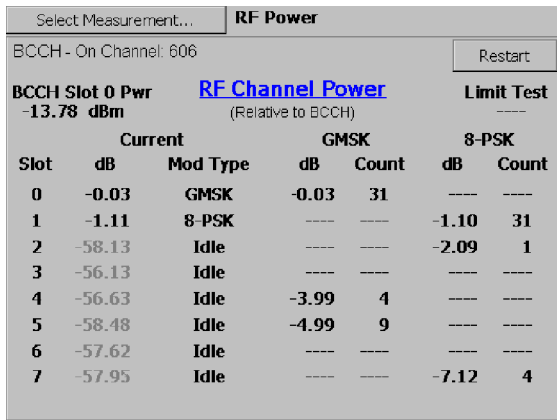 Select Measurement... RF Power
BCCH - On Channel: 606
Restart
BCCH Slot 0 Pwr RF Channel Power Limit Test
-13.78 dBm (Relative to BCCH) ----
Current GMSK 8-PSK
Slot dB Mod Type dB Count dB Count
0 -0.03 GMSK -0.03 31 ---- ----
1 -1.11 8-PSK ---- ---- -1.10 31
2 -58.13 Idle ---- ---- -2.09 1
3 -56.13 Idle ---- ---- ---- ----
4 -56.63 Idle -3.99 4 ---- ----
5 -58.48 Idle -4.99 9 ---- ----
6 -57.62 Idle ---- ---- ---- ----
7 -57.95 Idle ---- ---- -7.12 4